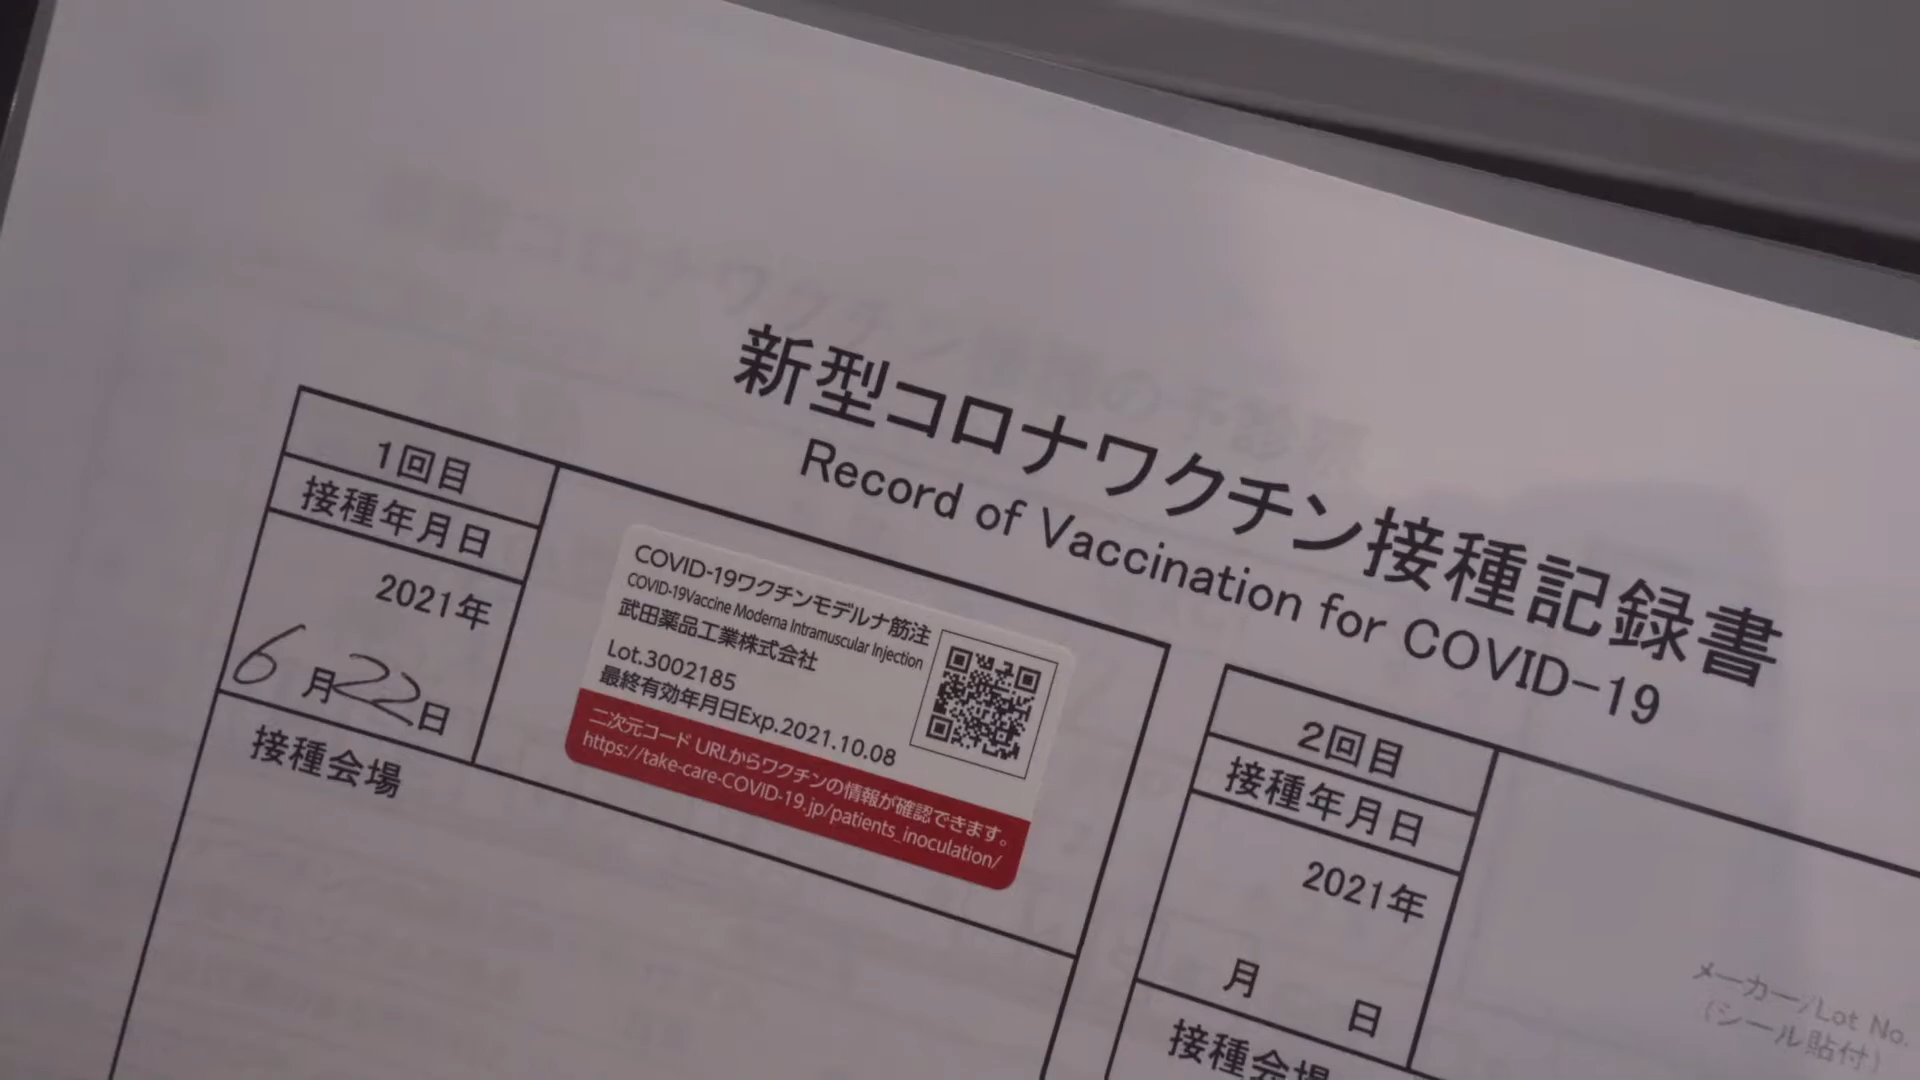 新型コロナワクチン接種記録書
Record of Vaccination for COVID-19
1回目
接種年月日
2021年
6月22日
接種会場
COVID-19ワクチンモデルナ筋注
COVID-19Vaccine Moderna Intramuscular Injection
武田薬品工業株式会社
Lot.3002185
最終有効年月日Exp.2021.10.08
二次元コード URLからワクチンの情報が確認できます。
https://take-care-COVID-19.jp/patients_inoculation/
2回目
接種年月日
2021年
月 日
接種会場
メーカー/Lot No.
(シール貼付)